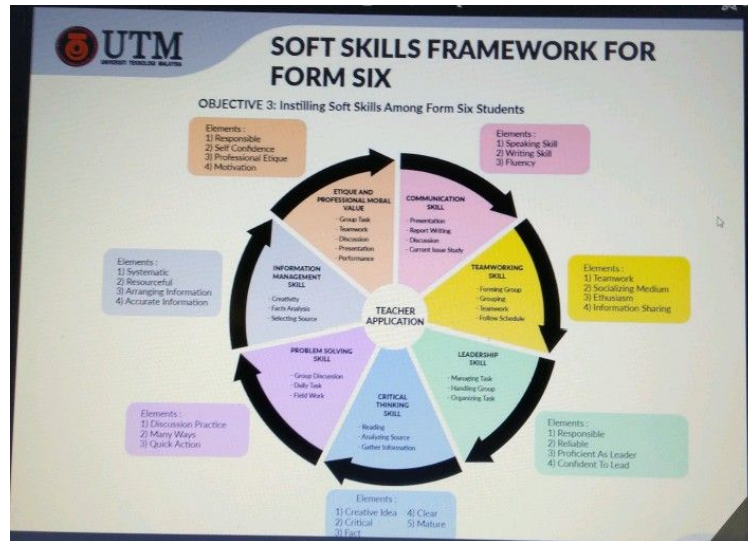 UTM
UNIVERSITI TEKNOLOGI MALAYSIA
SOFT SKILLS FRAMEWORK FOR
FORM SIX
OBJECTIVE 3: Instilling Soft Skills Among Form Six Students
Elements :
1) Responsible
2) Self Confidence
3) Professional Etique
4) Motivation
Elements :
1) Speaking Skill
2) Writing Skill
3) Fluency
ETIQUE AND
PROFESSIONAL MORAL
VALUE
- Group Task
- Teamwork
- Discussion
- Presentation
- Performance
COMMUNICATION
SKILL
- Presentation
- Report Writing
- Discussion
- Current Issue Study
Elements :
1) Systematic
2) Resourceful
3) Arranging Information
4) Accurate Information
INFORMATION
MANAGEMENT
SKILL
- Creativity
- Facts Analysis
- Selecting Source
TEAMWORKING
SKILL
- Forming Group
- Grouping
- Teamwork
- Follow Schedule
Elements :
1) Teamwork
2) Socializing Medium
3) Ethusiasm
4) Information Sharing
TEACHER
APPLICATION
PROBLEM SOLVING
SKILL
- Group Discussion
- Daily Task
- Field Work
LEADERSHIP
SKILL
- Managing Task
- Handling Group
- Organizing Task
CRITICAL
THINKING
SKILL
- Reading
- Analyzing Source
- Gather Information
Elements :
1) Discussion Practice
2) Many Ways
3) Quick Action
Elements :
1) Responsible
2) Reliable
3) Proficient As Leader
4) Confident To Lead
Elements :
1) Creative Idea 4) Clear
2) Critical 5) Mature
3) Fact